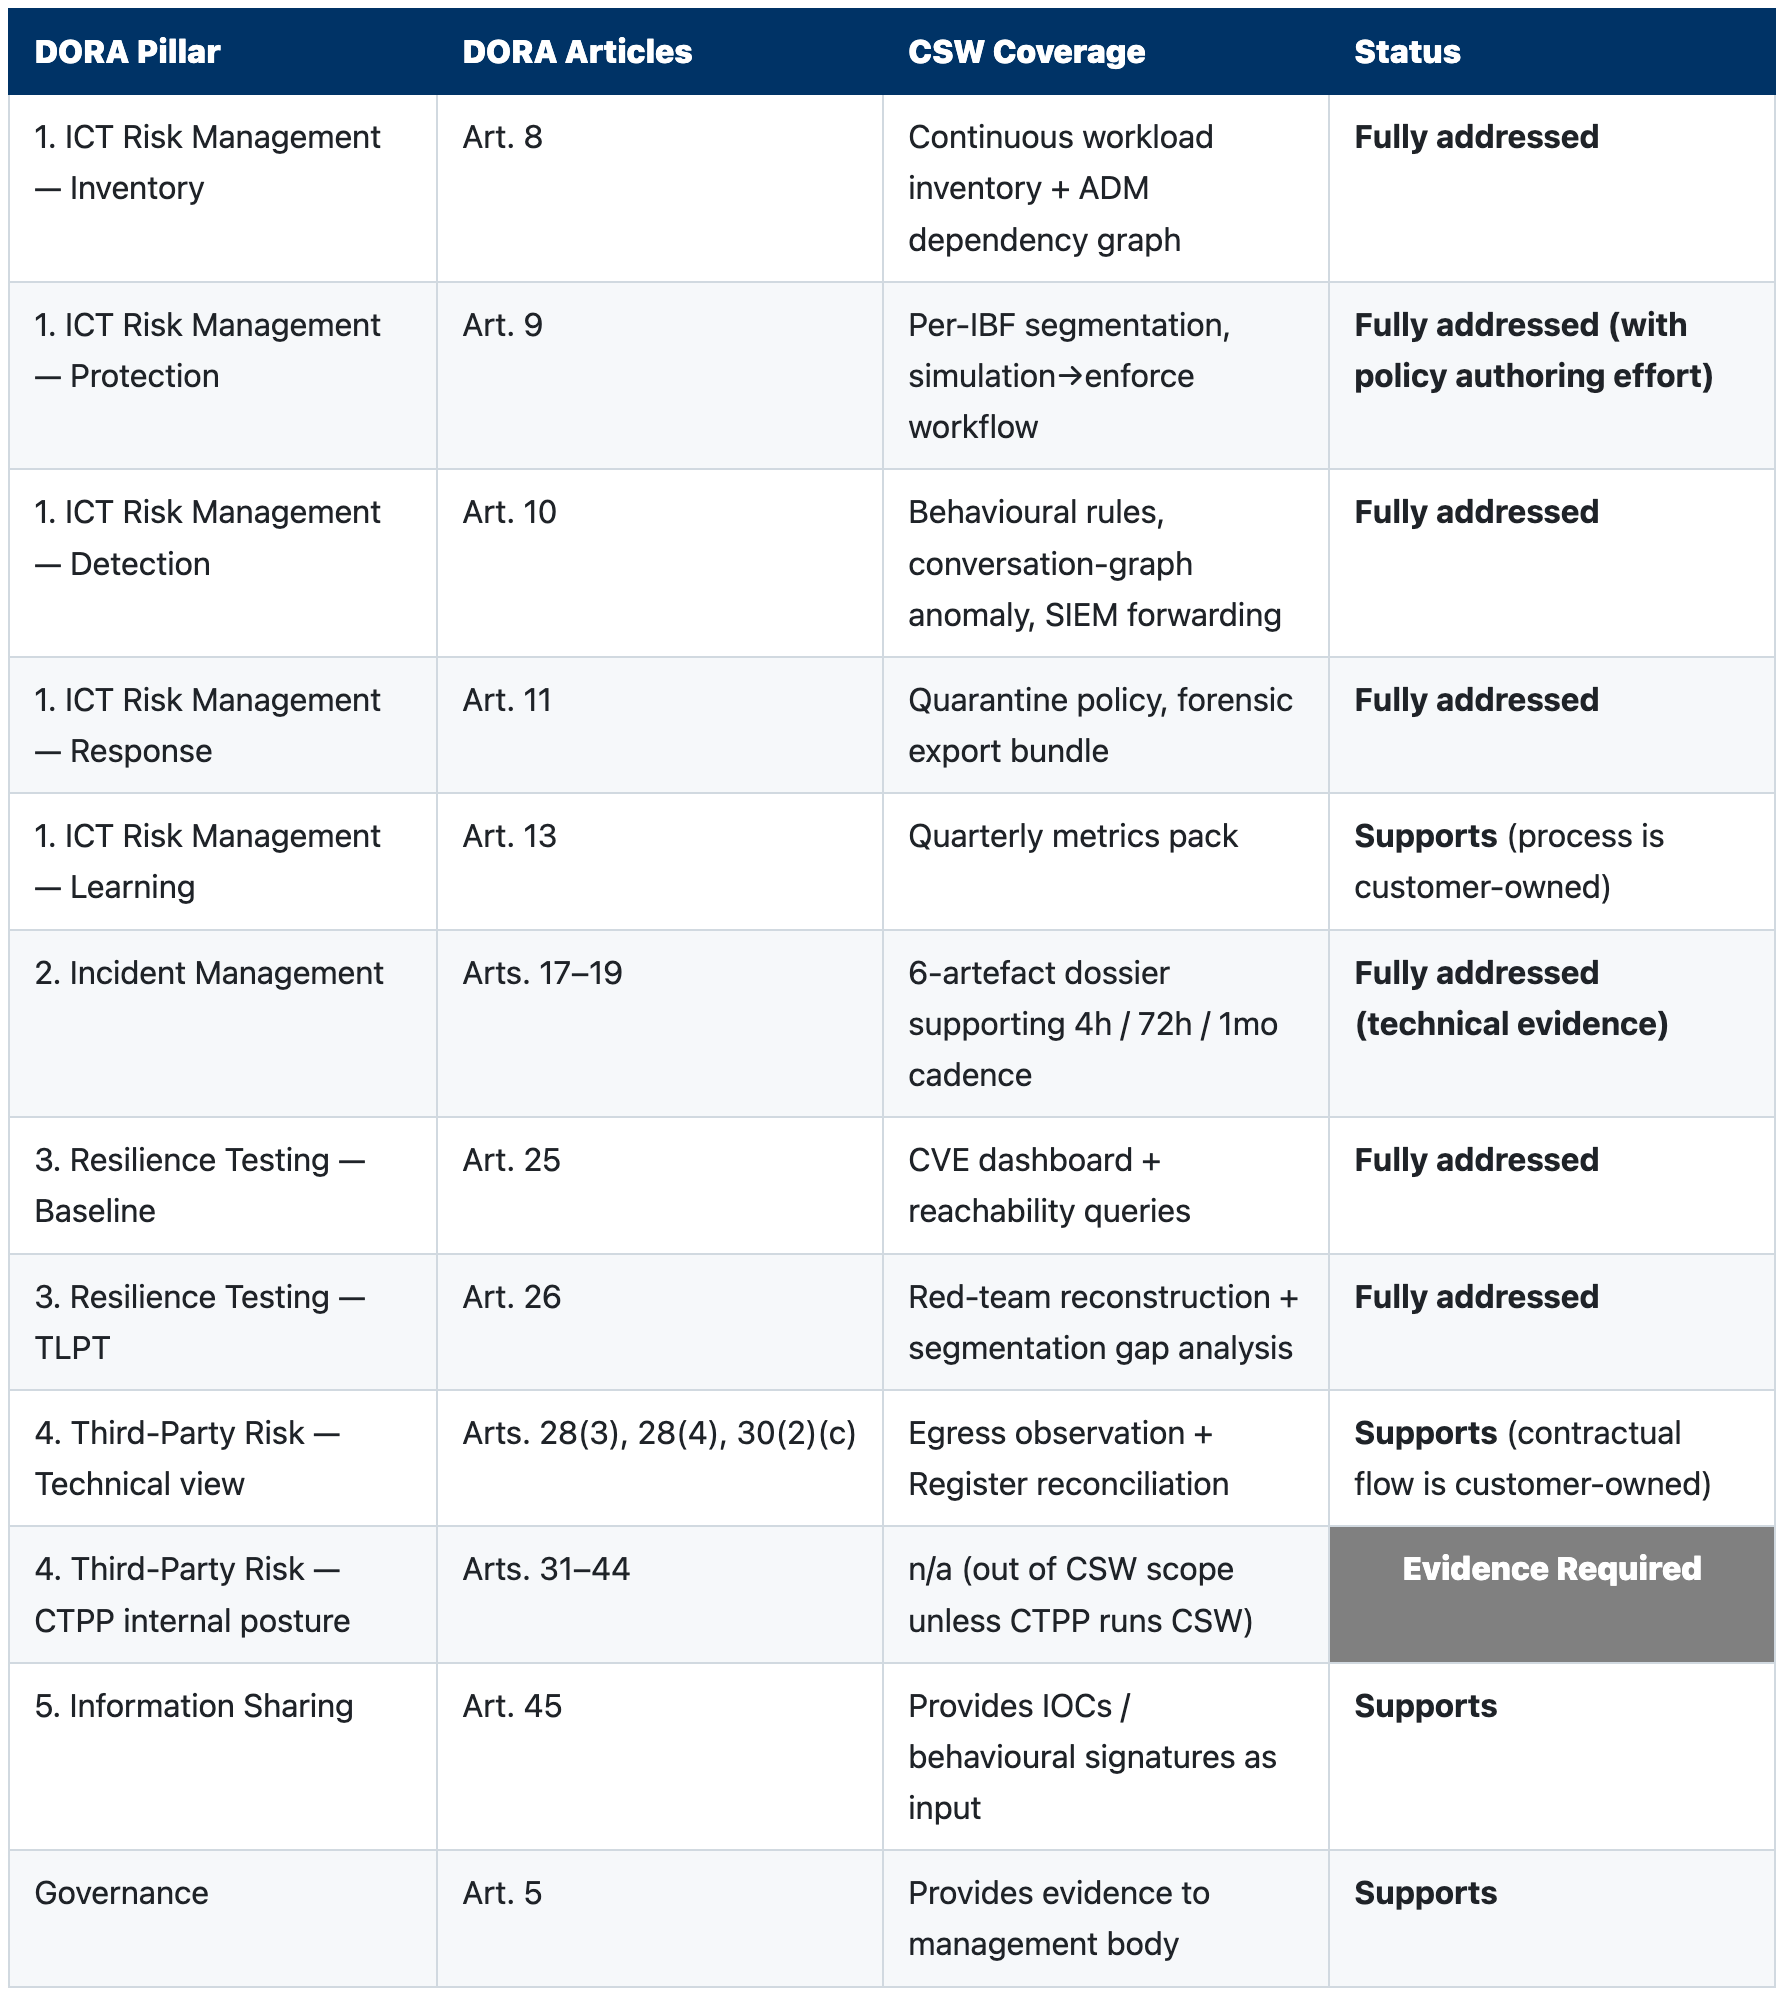 DORA Pillar
DORA Articles
CSW Coverage
Status
1. ICT Risk Management
— Inventory
Art. 8
Continuous workload
inventory + ADM
dependency graph
Fully addressed
1. ICT Risk Management
— Protection
Art. 9
Per-IBF segmentation,
simulation→enforce
workflow
Fully addressed (with
policy authoring effort)
1. ICT Risk Management
— Detection
Art. 10
Behavioural rules,
conversation-graph
anomaly, SIEM forwarding
Fully addressed
1. ICT Risk Management
— Response
Art. 11
Quarantine policy, forensic
export bundle
Fully addressed
1. ICT Risk Management
— Learning
Art. 13
Quarterly metrics pack
Supports (process is
customer-owned)
2. Incident Management
Arts. 17–19
6-artefact dossier
supporting 4h / 72h / 1mo
cadence
Fully addressed
(technical evidence)
3. Resilience Testing —
Baseline
Art. 25
CVE dashboard +
reachability queries
Fully addressed
3. Resilience Testing —
TLPT
Art. 26
Red-team reconstruction +
segmentation gap analysis
Fully addressed
4. Third-Party Risk —
Technical view
Arts. 28(3), 28(4), 30(2)(c)
Egress observation +
Register reconciliation
Supports (contractual
flow is customer-owned)
4. Third-Party Risk —
CTPP internal posture
Arts. 31–44
n/a (out of CSW scope
unless CTPP runs CSW)
Evidence Required
5. Information Sharing
Art. 45
Provides IOCs /
behavioural signatures as
input
Supports
Governance
Art. 5
Provides evidence to
management body
Supports